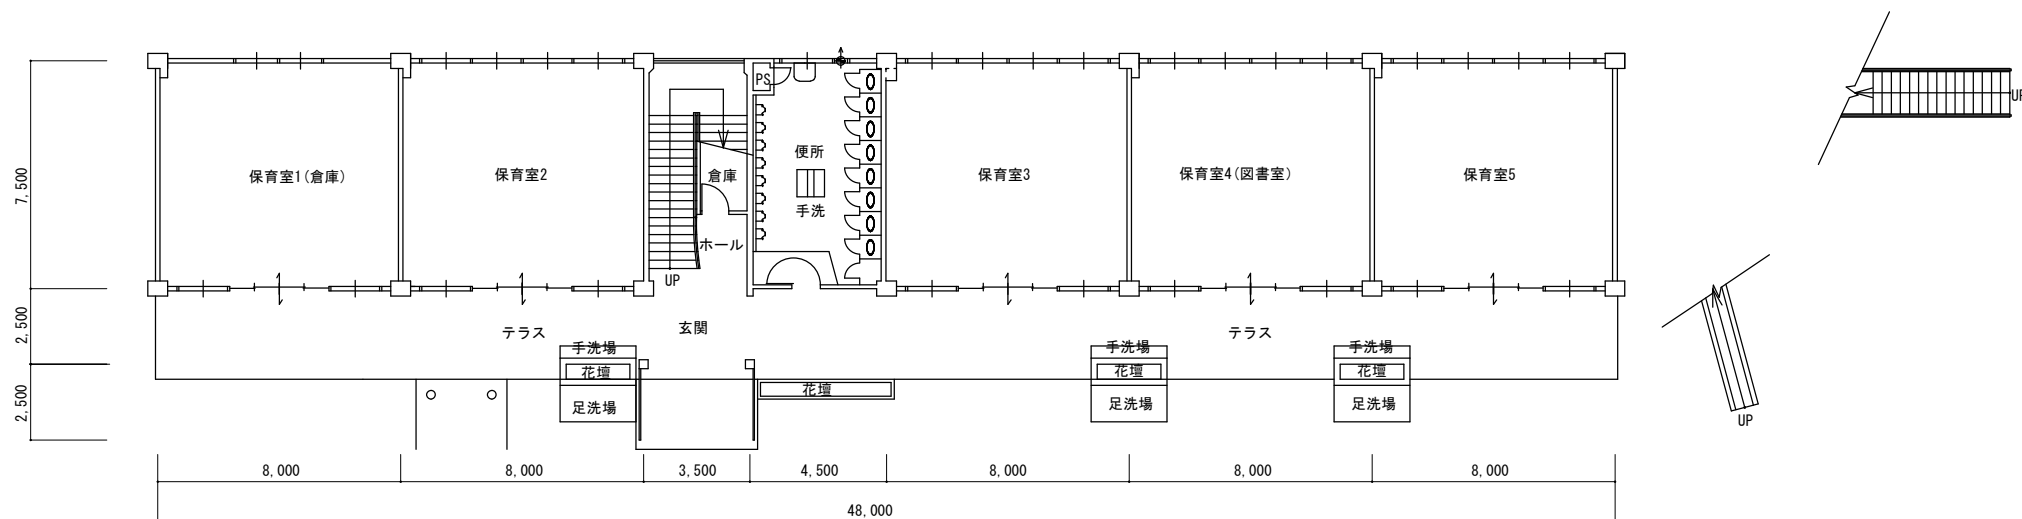 PS
UP
便所
保育室1(倉庫)
保育室2
倉庫
保育室3
保育室4(図書室)
保育室5
7,500
手洗
ホール
UP
2,500
テラス
玄関
テラス
手洗場
手洗場
手洗場
花壇
花壇
花壇
花壇
2,500
足洗場
足洗場
足洗場
UP
8,000
8,000
3,500
4,500
8,000
8,000
8,000
48,000